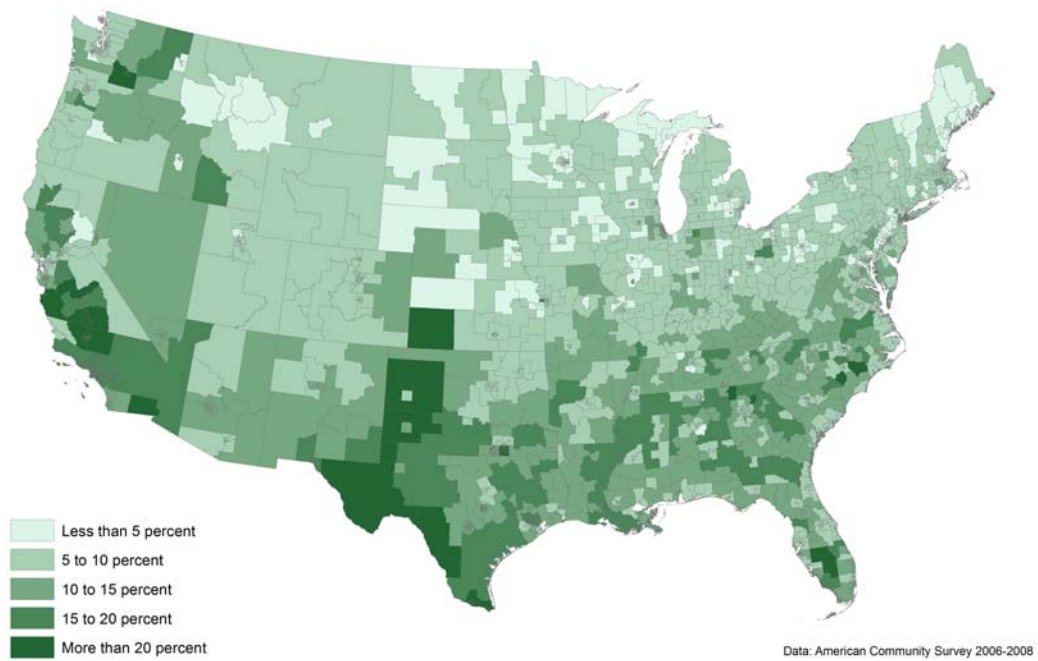 Less than 5 percent
5 to 10 percent
10 to 15 percent
15 to 20 percent
More than 20 percent
Data: American Community Survey 2006-2008